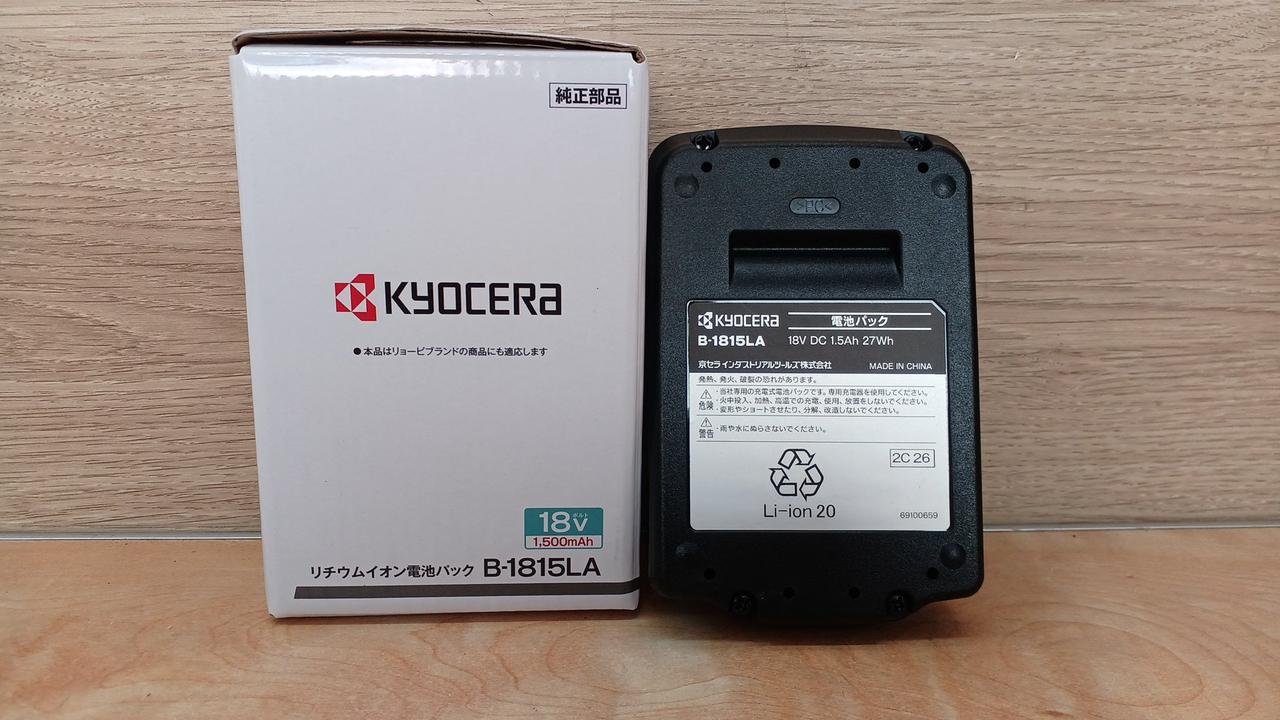 純正部品
KYOCERA
●本品はリョービブランドの商品にも適応します
18V ボルト
1,500mAh
リチウムイオン電池パック B-1815LA
>PC<
KYOCERA 電池パック
B-1815LA 18V DC 1.5Ah 27Wh
京セラインダストリアルツールズ株式会社 MADE IN CHINA
発熱、発火、破裂の恐れがあります。
危険
・当社専用の充電式電池パックです。専用充電器を使用してください。
・火中投入、加熱、高温での充電、使用、放置をしないでください。
・変形やショートさせたり、分解、改造しないでください。
警告
・雨や水にぬらさないでください。
2C 26
Li-ion 20
69100659